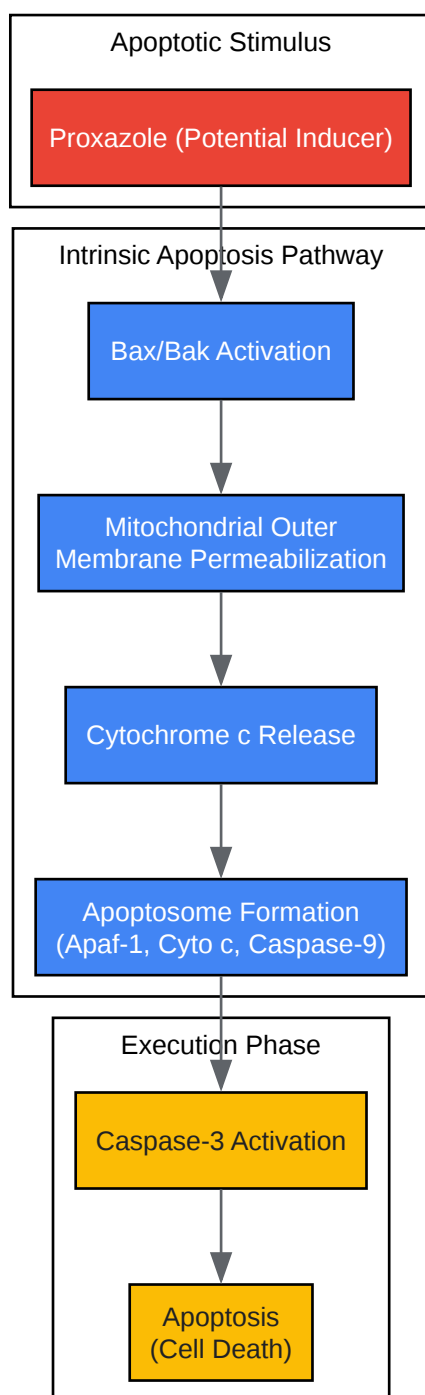 Apoptotic Stimulus
Proxazole (Potential Inducer)
Intrinsic Apoptosis Pathway
Bax/Bak Activation
Mitochondrial Outer
Membrane Permeabilization
Cytochrome c Release
Apoptosome Formation
(Apaf-1, Cyto c, Caspase-9)
Execution Phase
Caspase-3 Activation
Apoptosis
(Cell Death)